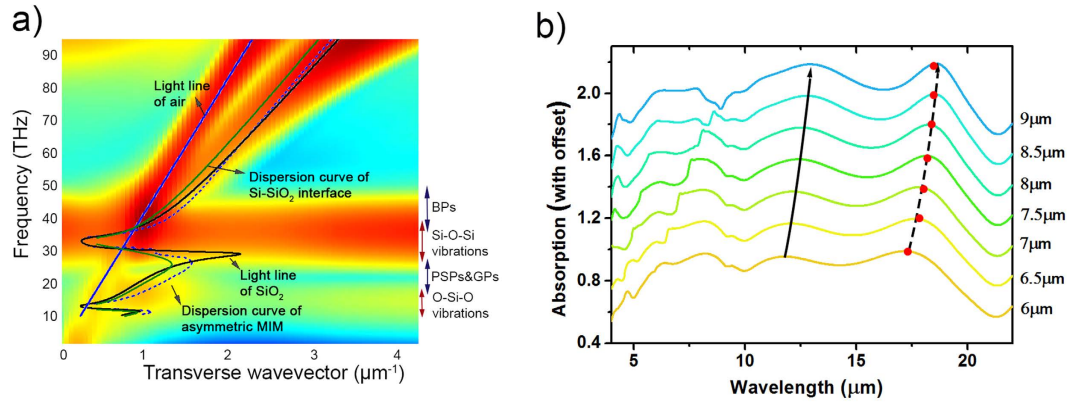 a)
Frequency (THz)
90
80
70
60
50
40
30
20
10
0
1
2
3
4
Transverse wavevector (μm⁻¹)
Light line
of air
Dispersion curve of
Si-SiO₂ interface
Light line
of SiO₂
Dispersion curve of
asymmetric MIM
BPs
Si-O-Si
vibrations
PSPs&GPs
O-Si-O
vibrations
b)
Absorption (with offset)
2.0
1.6
1.2
0.8
0.4
5
10
15
20
Wavelength (μm)
9μm
8.5μm
8μm
7.5μm
7μm
6.5μm
6μm